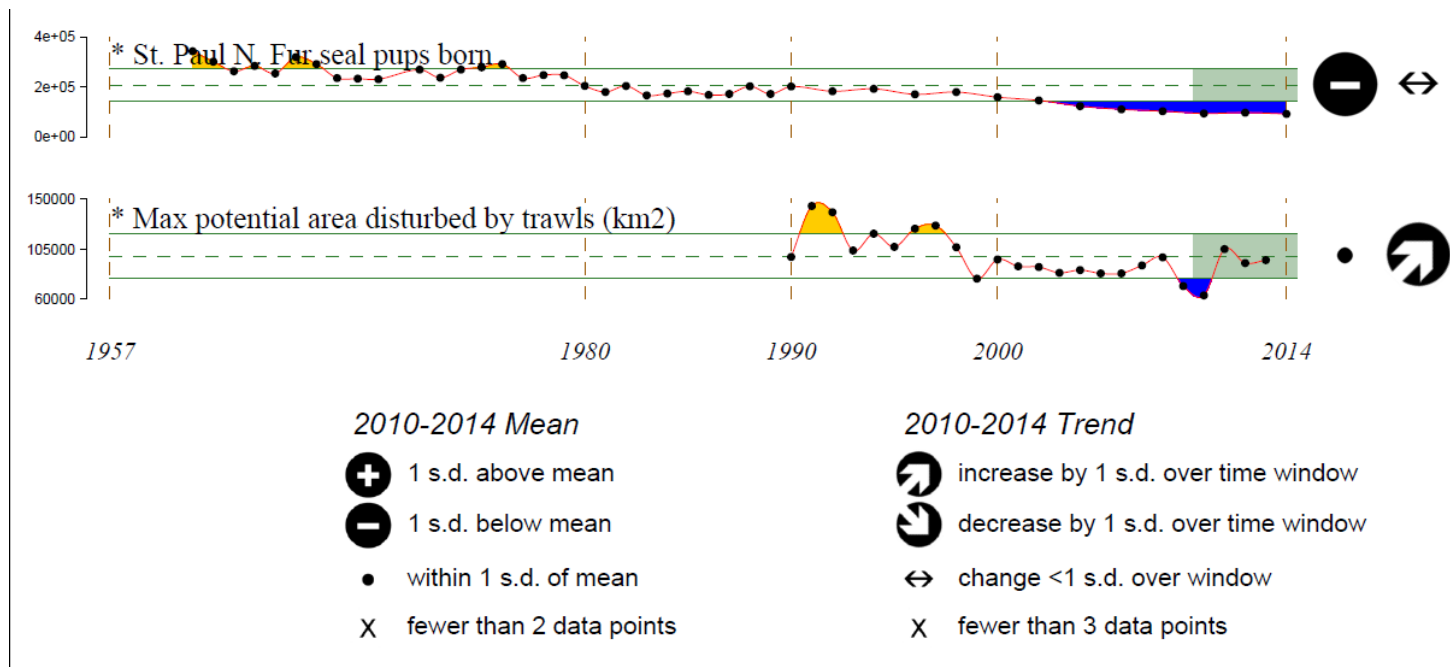 4e+05
* St. Paul N. Fur seal pups born
2e+05
0e+00
150000
* Max potential area disturbed by trawls (km2)
105000
60000
1957 1980 1990 2000 2014
2010-2014 Mean 2010-2014 Trend
1 s.d. above mean increase by 1 s.d. over time window
1 s.d. below mean decrease by 1 s.d. over time window
within 1 s.d. of mean change <1 s.d. over window
X fewer than 2 data points X fewer than 3 data points